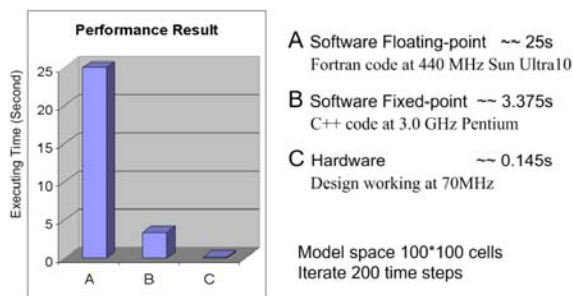 Performance Result
Executing Time (Second)
25
20
15
10
5
0
A
B
C
A Software Floating-point ~~ 25s
Fortran code at 440 MHz Sun Ultra10
B Software Fixed-point ~~ 3.375s
C++ code at 3.0 GHz Pentium
C Hardware ~~ 0.145s
Design working at 70MHz
Model space 100*100 cells
Iterate 200 time steps